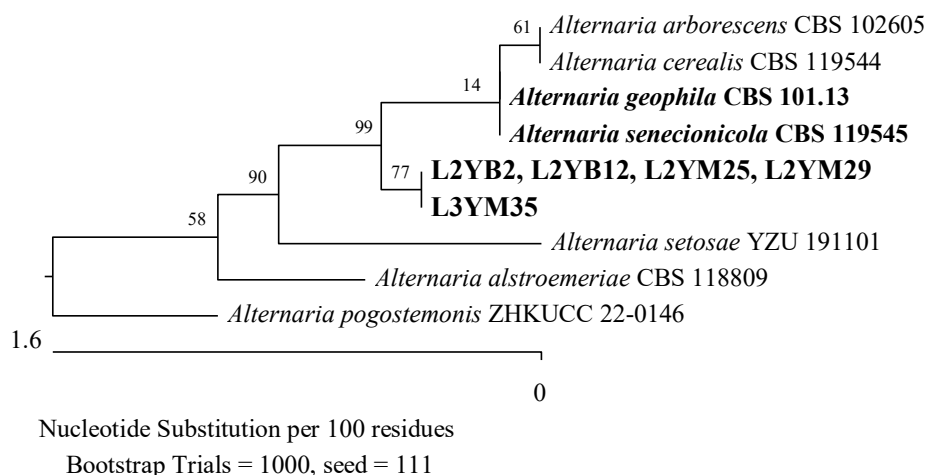 61
Alternaria arborescens CBS 102605
Alternaria cerealis CBS 119544
14
Alternaria geophila CBS 101.13
Alternaria senecionicola CBS 119545
99
77
L2YB2, L2YB12, L2YM25, L2YM29
L3YM35
90
58
Alternaria setosae YZU 191101
Alternaria alstroemeriae CBS 118809
Alternaria pogostemonis ZHKUCC 22-0146
1.6
0
Nucleotide Substitution per 100 residues
Bootstrap Trials = 1000, seed = 111